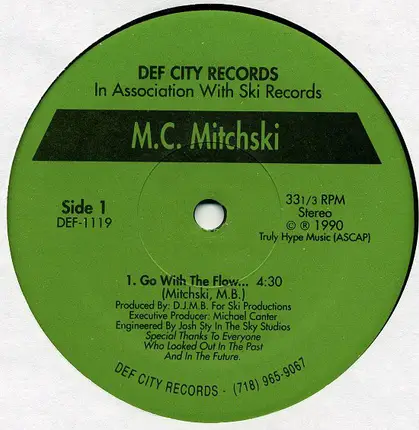 DEF CITY RECORDS
In Association With Ski Records
M.C. Mitchski
Side 1
DEF-1119
33 1/3 RPM
Stereo
© ℗ 1990
Truly Hype Music (ASCAP)
1. Go With The Flow... 4:30
(Mitchski, M.B.)
Produced By: D.J.M.B. For Ski Productions
Executive Producer: Michael Canter
Engineered By: Josh Sty In The Sky Studios
Special Thanks To Everyone
Who Looked Out In The Past
And In The Future.
DEF CITY RECORDS - (718) 965-9067